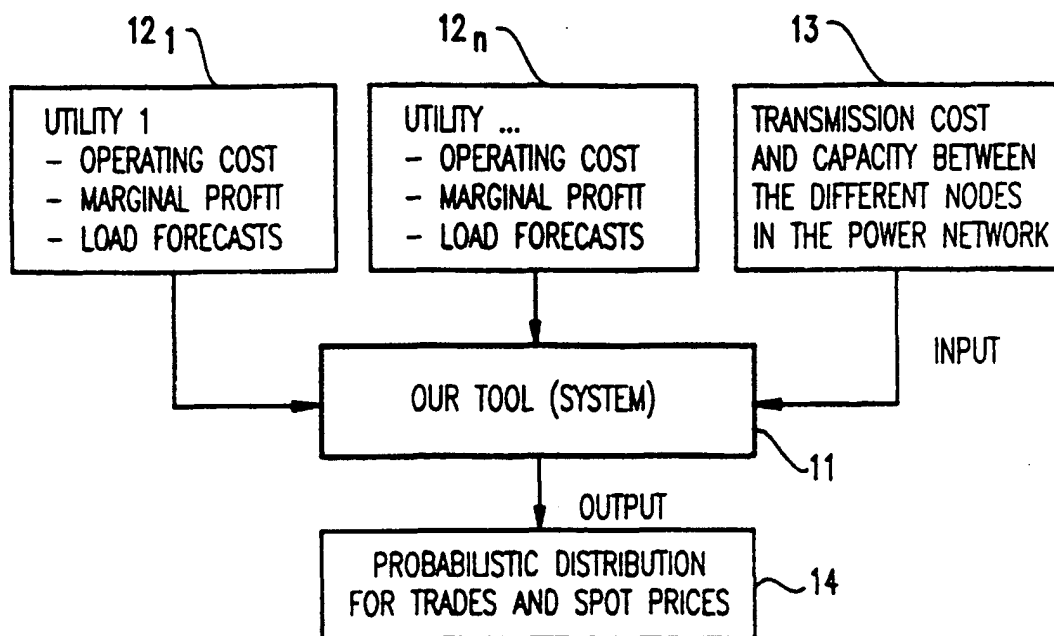 12 1
12 n
13
UTILITY 1
- OPERATING COST
- MARGINAL PROFIT
- LOAD FORECASTS
UTILITY ...
- OPERATING COST
- MARGINAL PROFIT
- LOAD FORECASTS
TRANSMISSION COST
AND CAPACITY BETWEEN
THE DIFFERENT NODES
IN THE POWER NETWORK
INPUT
OUR TOOL (SYSTEM)
11
OUTPUT
PROBABILISTIC DISTRIBUTION
FOR TRADES AND SPOT PRICES
14